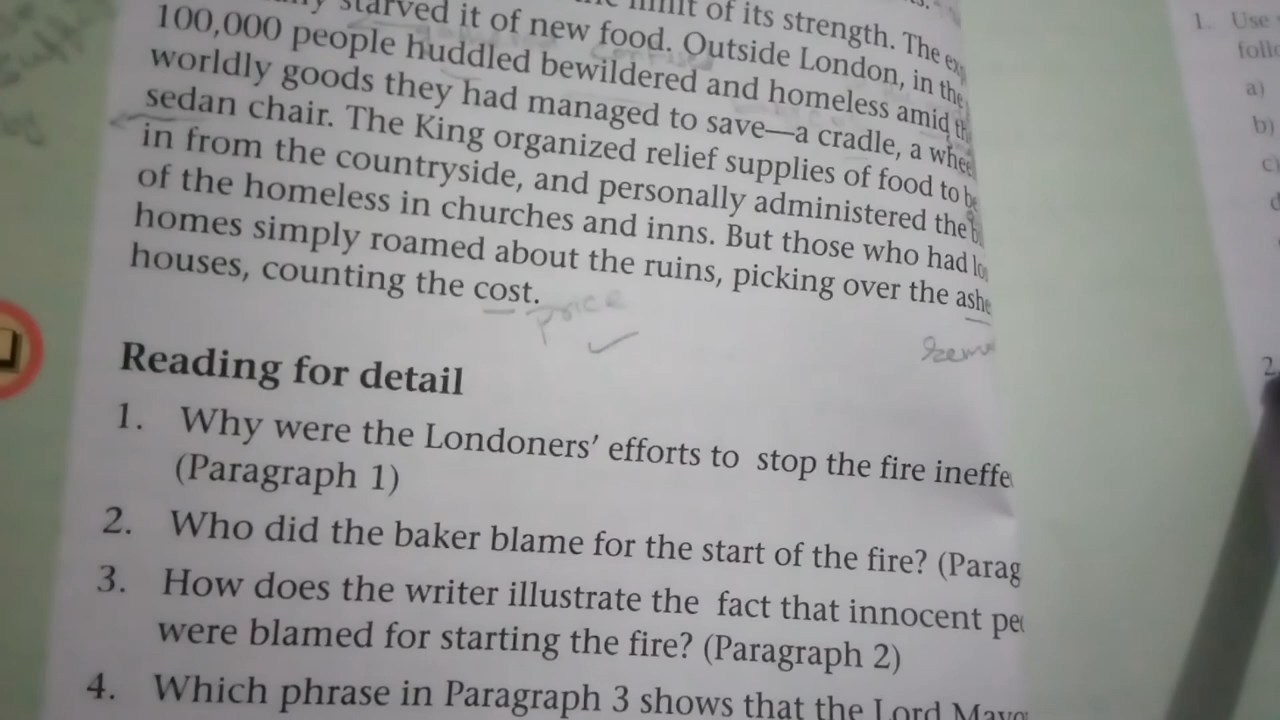 limit of its strength. The
starved it of new food. Outside London, in the
100,000 people huddled bewildered and homeless amid
worldly goods they had managed to save—a cradle, a
sedan chair. The King organized relief supplies of food to
in from the countryside, and personally administered the
of the homeless in churches and inns. But those who had
homes simply roamed about the ruins, picking over the
houses, counting the cost.
price
Reading for detail
1. Why were the Londoners' efforts to stop the fire
(Paragraph 1)
2. Who did the baker blame for the start of the fire?
3. How does the writer illustrate the fact that innocent
were blamed for starting the fire? (Paragraph 2)
4. Which phrase in Paragraph 3 shows that the Lord
1. Use
a)
b)
2